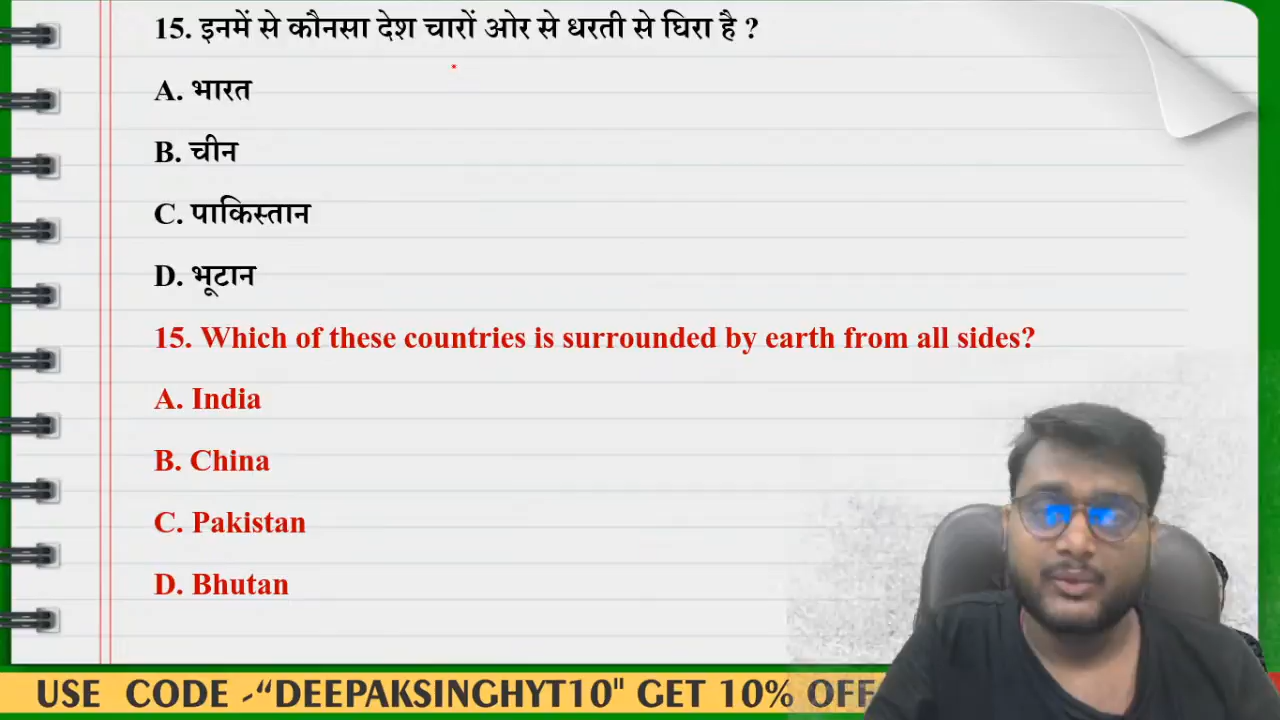 15. इनमें से कौनसा देश चारों ओर से धरती से घिरा है ?
A. भारत
B. चीन
C. पाकिस्तान
D. भूटान
15. Which of these countries is surrounded by earth from all sides?
A. India
B. China
C. Pakistan
D. Bhutan
USE CODE -“DEEPAKSINGHYT10" GET 10% OFF